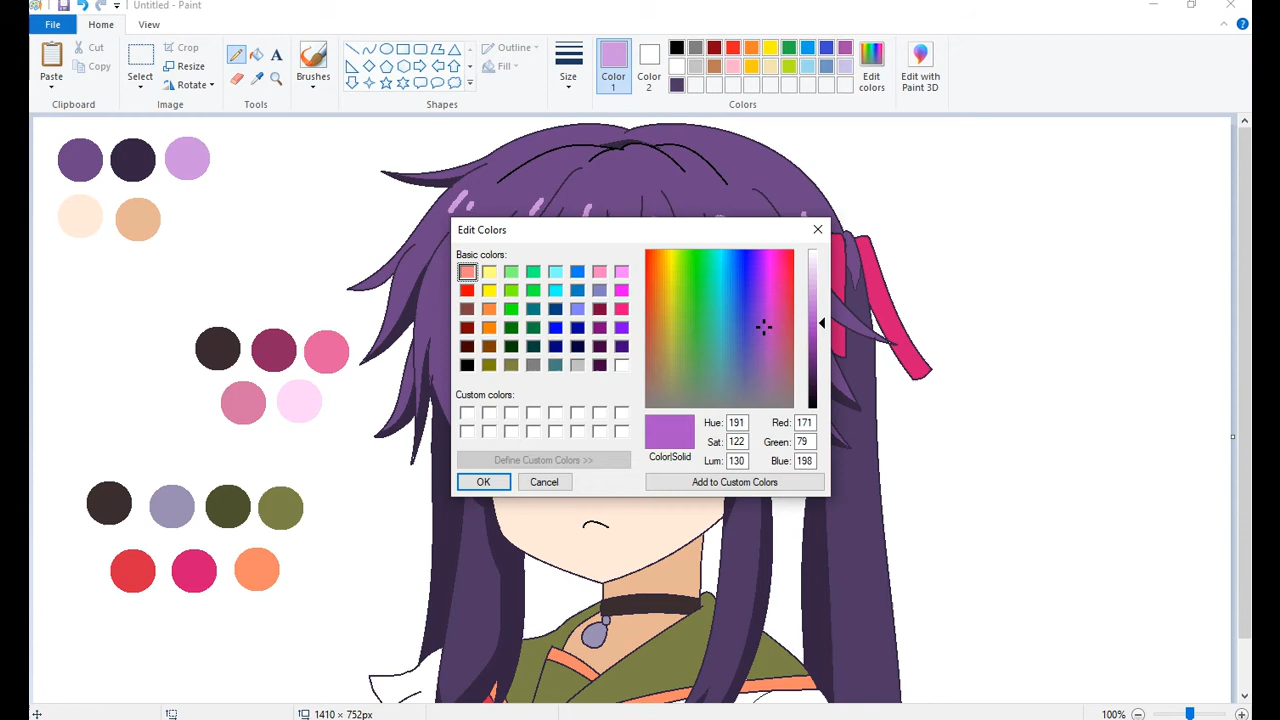 Untitled - Paint
File Home View
Paste
Cut
Copy
Clipboard
Select
Crop
Resize
Rotate
Image
A
Tools
Brushes
Outline
Fill
Shapes
Size
Color
1
Color
2
Edit
colors
Colors
Edit with
Paint 3D
Edit Colors
Basic colors:
Custom colors:
Define Custom Colors >>
OK
Cancel
Color|Solid
Hue: 191
Sat: 122
Lum: 130
Red: 171
Green: 79
Blue: 198
Add to Custom Colors
1410 × 752px
100%